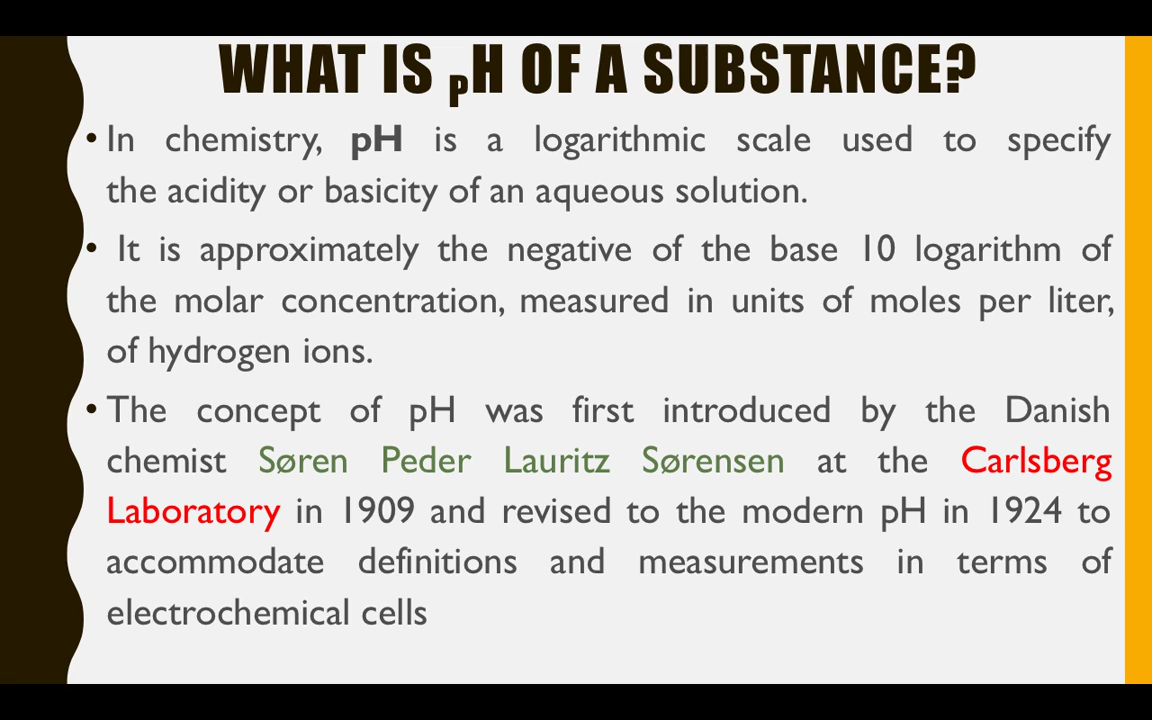 WHAT IS pH OF A SUBSTANCE?
• In chemistry, pH is a logarithmic scale used to specify
the acidity or basicity of an aqueous solution.
• It is approximately the negative of the base 10 logarithm of
the molar concentration, measured in units of moles per liter,
of hydrogen ions.
• The concept of pH was first introduced by the Danish
chemist Søren Peder Lauritz Sørensen at the Carlsberg
Laboratory in 1909 and revised to the modern pH in 1924 to
accommodate definitions and measurements in terms of
electrochemical cells